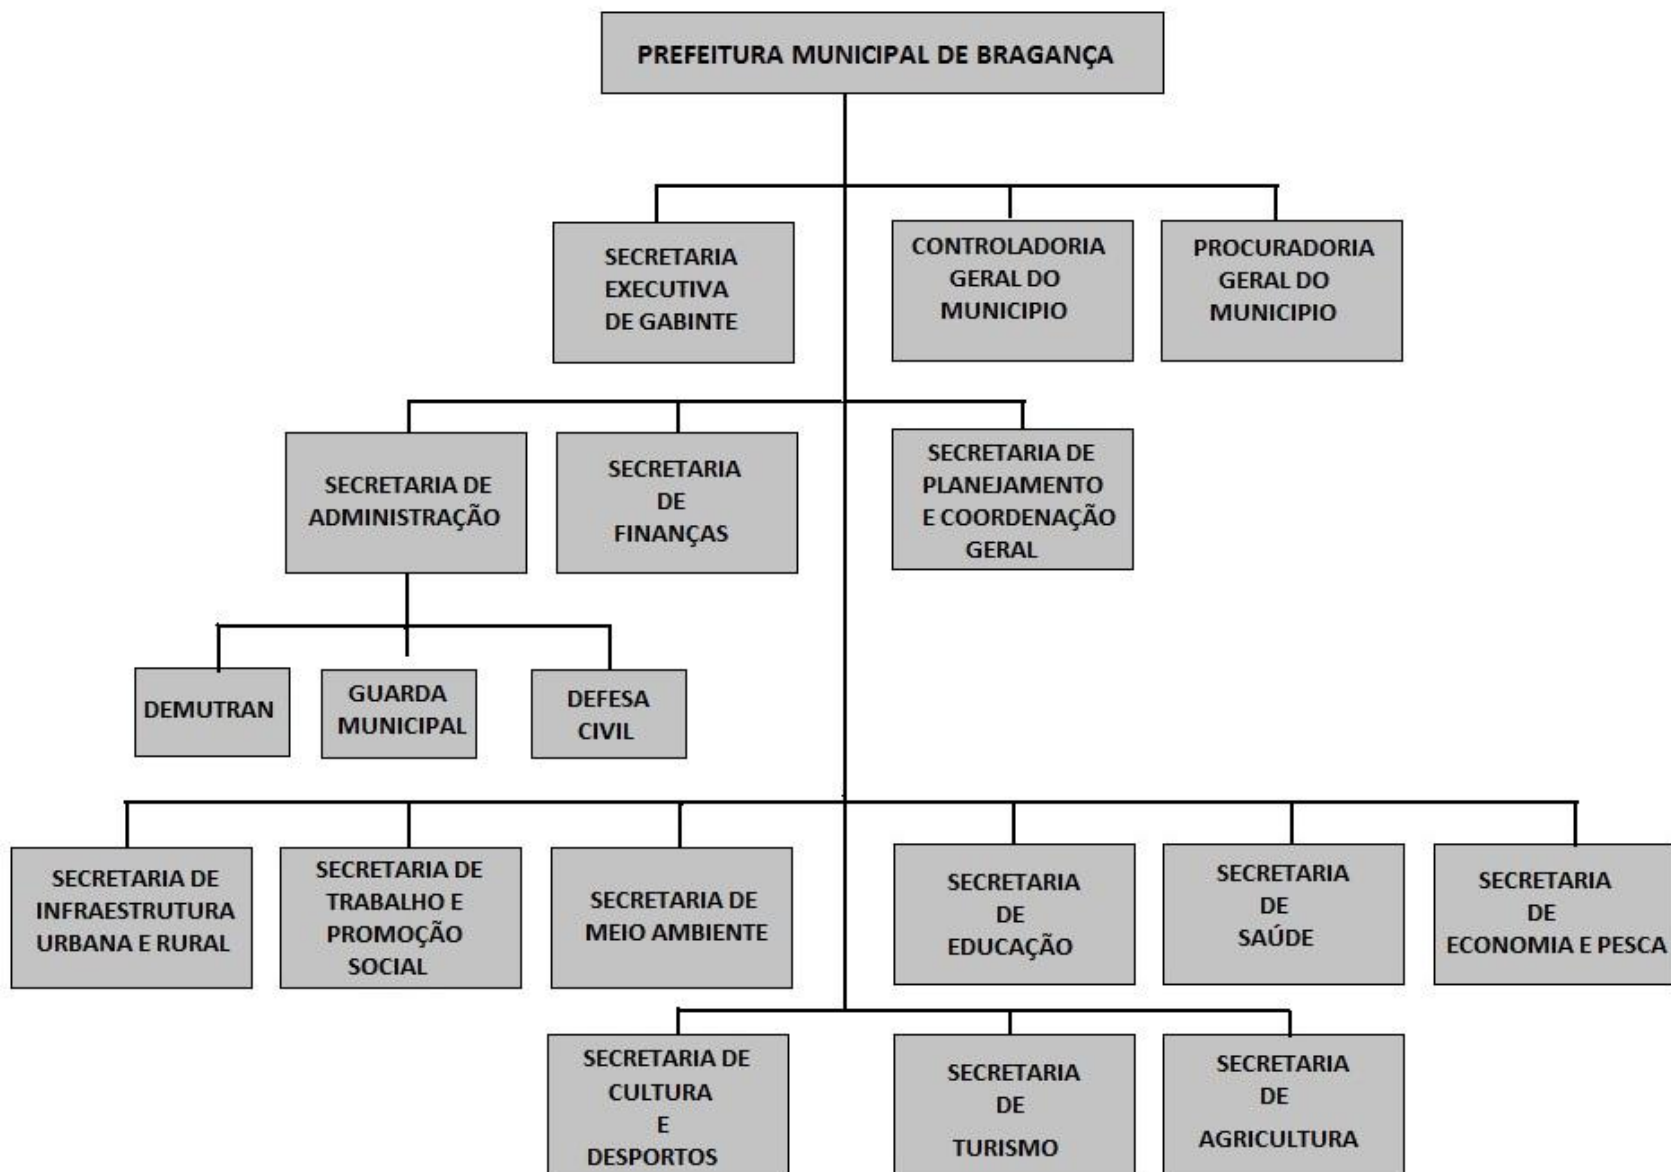 PREFEITURA MUNICIPAL DE BRAGANÇA
SECRETARIA
EXECUTIVA
DE GABINTE
CONTROLADORIA
GERAL DO
MUNICIPIO
PROCURADORIA
GERAL DO
MUNICIPIO
SECRETARIA DE
ADMINISTRAÇÃO
SECRETARIA
DE
FINANÇAS
SECRETARIA DE
PLANEJAMENTO
E COORDENAÇÃO
GERAL
DEMUTRAN
GUARDA
MUNICIPAL
DEFESA
CIVIL
SECRETARIA DE
INFRAESTRUTURA
URBANA E RURAL
SECRETARIA DE
TRABALHO E
PROMOÇÃO
SOCIAL
SECRETARIA DE
MEIO AMBIENTE
SECRETARIA
DE
EDUCAÇÃO
SECRETARIA
DE
SAÚDE
SECRETARIA
DE
ECONOMIA E PESCA
SECRETARIA DE
CULTURA
E
DESPORTOS
SECRETARIA
DE
TURISMO
SECRETARIA
DE
AGRICULTURA